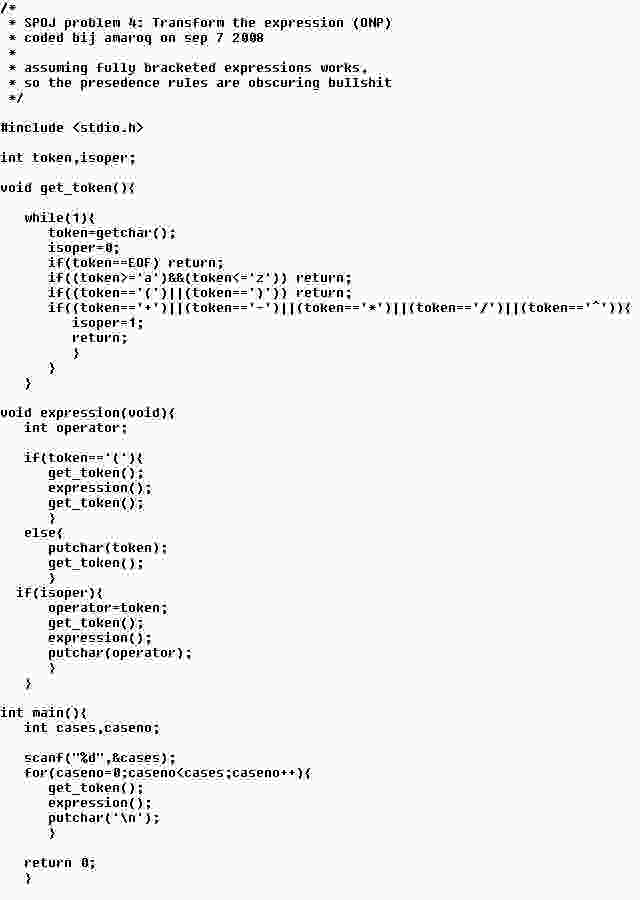 /*
 * SPOJ problem 4: Transform the expression (ONP)
 * coded bij amaroq on sep 7 2008
 *
 * assuming fully bracketed expressions works,
 * so the presedence rules are obscuring bullshit
 */

#include <stdio.h>

int token,isoper;

void get_token(){

   while(1){
      token=getchar();
      isoper=0;
      if(token==EOF) return;
      if((token>='a')&&(token<='z')) return;
      if((token=='(')||(token==')')) return;
      if((token=='+')||(token=='-')||(token=='*')||(token=='/')||(token=='^')){
         isoper=1;
         return;
         }
      }
   }

void expression(void){
   int operator;

   if(token=='('){
      get_token();
      expression();
      get_token();
      }
   else{
      putchar(token);
      get_token();
      }
  if(isoper){
      operator=token;
      get_token();
      expression();
      putchar(operator);
      }
   }

int main(){
   int cases,caseno;

   scanf("%d",&cases);
   for(caseno=0;caseno<cases;caseno++){
      get_token();
      expression();
      putchar('\n');
      }

   return 0;
   }